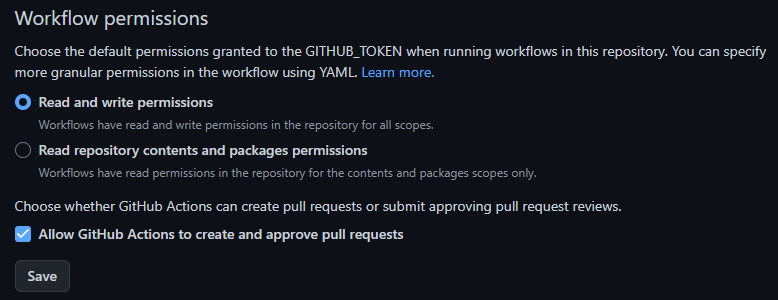 Workflow permissions
Choose the default permissions granted to the GITHUB_TOKEN when running workflows in this repository. You can specify
more granular permissions in the workflow using YAML. Learn more.
Read and write permissions
Workflows have read and write permissions in the repository for all scopes.
Read repository contents and packages permissions
Workflows have read permissions in the repository for the contents and packages scopes only.
Choose whether GitHub Actions can create pull requests or submit approving pull request reviews.
Allow GitHub Actions to create and approve pull requests
Save